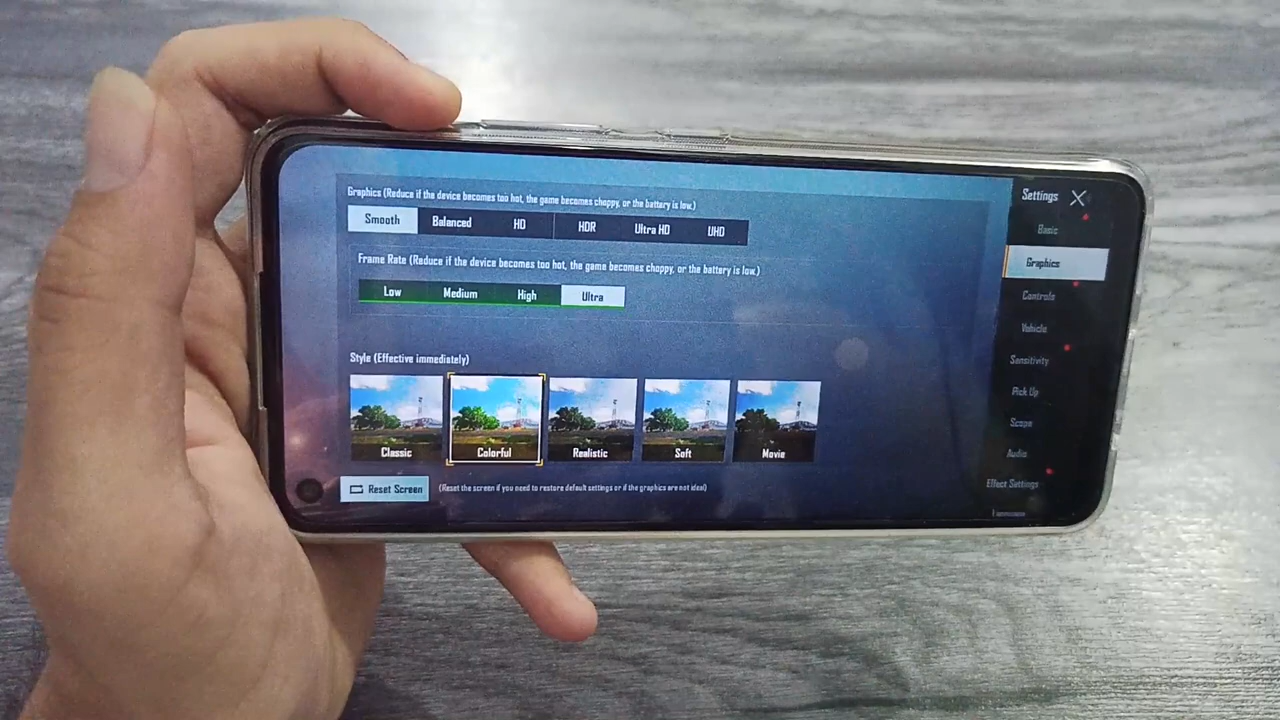 Graphics (Reduce if the device becomes too hot, the game becomes choppy, or the battery is low.)
Smooth Balanced HD HDR Ultra HD UHD
Frame Rate (Reduce if the device becomes too hot, the game becomes choppy, or the battery is low.)
Low Medium High Ultra
Style (Effective immediately)
Classic Colorful Realistic Soft Movie
Reset Screen (Reset the screen if you need to restore default settings or if the graphics are not ideal)
Settings
Basic
Graphics
Controls
Vehicle
Sensitivity
Pick Up
Scope
Audio
Effect Settings